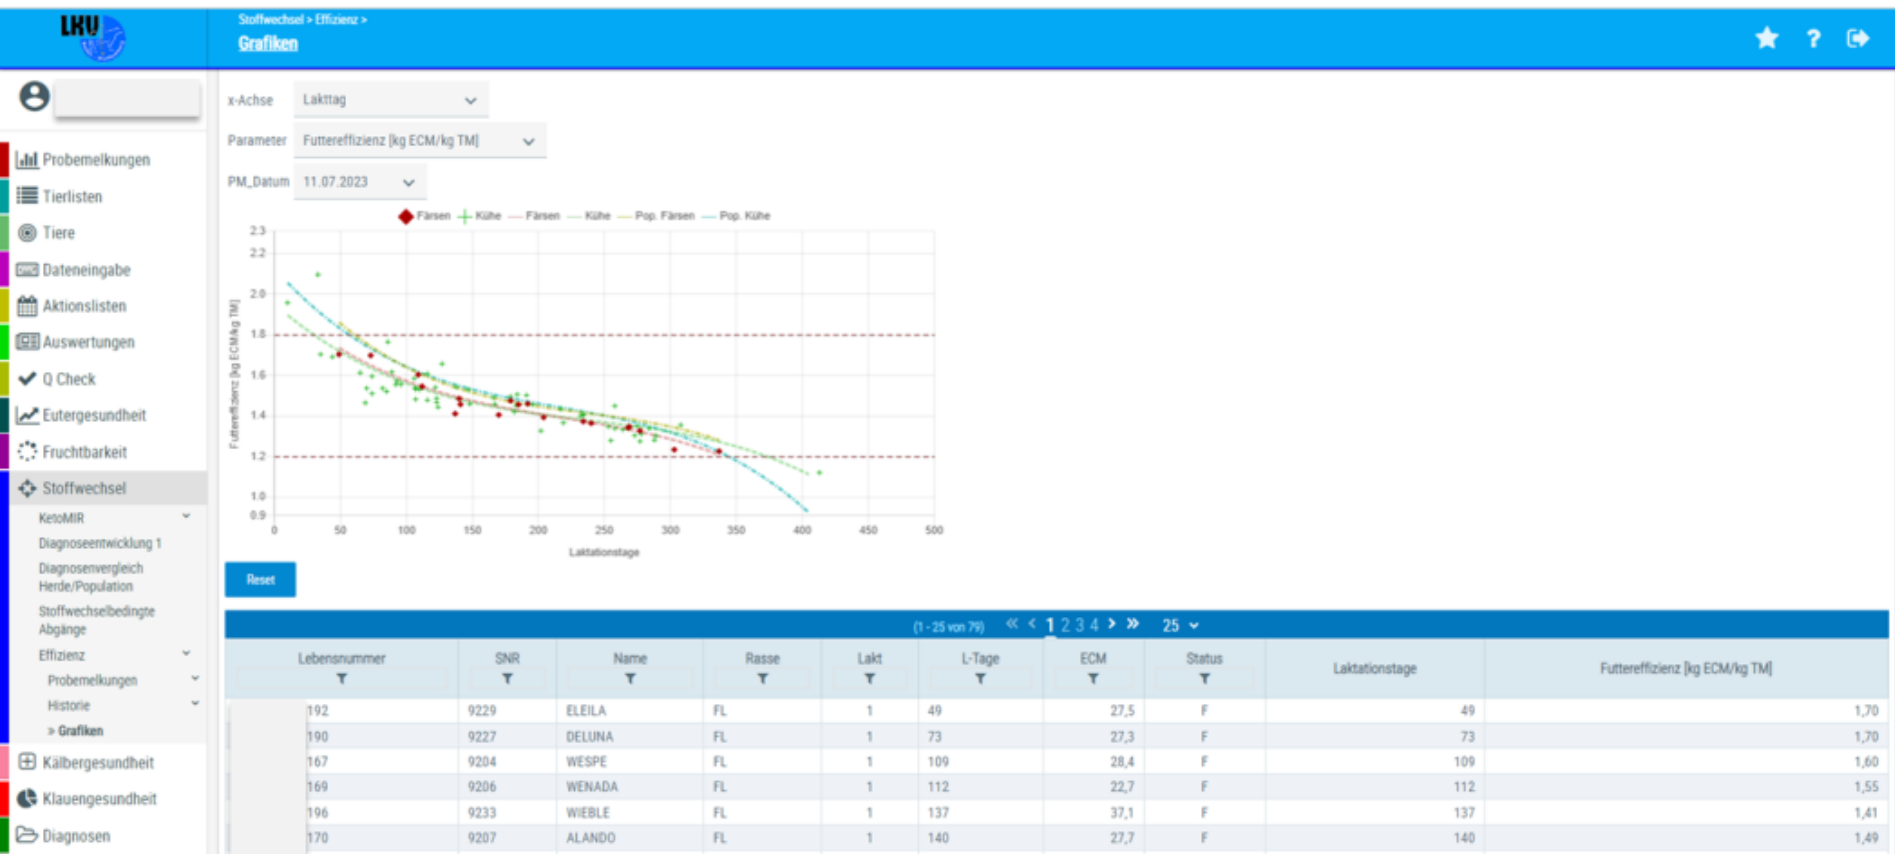 LKV
Stoffwechsel > Effizienz >
Grafiken
?
x-Achse Lakttag
Parameter Futtereffizienz [kg ECM/kg TM]
PM_Datum 11.07.2023
Probemelkungen
Tierlisten
Tiere
Dateneingabe
Aktionslisten
Auswertungen
Q Check
Eutergesundheit
Fruchtbarkeit
Stoffwechsel
KetoMIR
Diagnoseentwicklung 1
Diagnosenvergleich
Herde/Population
Stoffwechselbedingte
Abgänge
Effizienz
Probemelkungen
Historie
» Grafiken
Kälbergesundheit
Klauengesundheit
Diagnosen
Färsen Kühe Färsen Kühe Pop. Färsen Pop. Kühe
Futtereffizienz [kg ECM/kg TM]
2.3
2.2
2.0
1.8
1.6
1.4
1.2
1.0
0.9
0 50 100 150 200 250 300 350 400 450 500
Laktationstage
Reset
(1 - 25 von 79) « < 1 2 3 4 > » 25
Lebensnummer SNR Name Rasse Lakt L-Tage ECM Status Laktationstage Futtereffizienz [kg ECM/kg TM]
192 9229 ELEILA FL 1 49 27,5 F 49 1,70
190 9227 DELUNA FL 1 73 27,3 F 73 1,70
167 9204 WESPE FL 1 109 28,4 F 109 1,60
169 9206 WENADA FL 1 112 22,7 F 112 1,55
196 9233 WIEBLE FL 1 137 37,1 F 137 1,41
170 9207 ALANDO FL 1 140 27,7 F 140 1,49